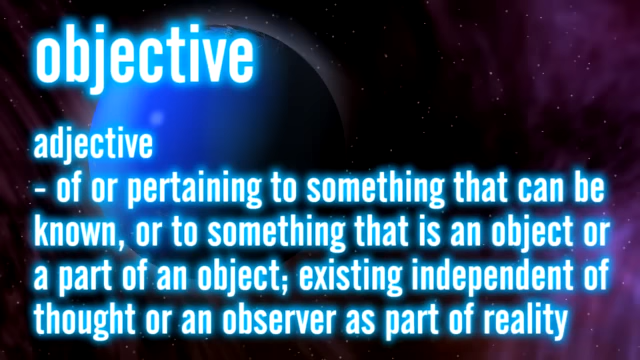 objective
adjective
- of or pertaining to something that can be
known, or to something that is an object or
a part of an object; existing independent of
thought or an observer as part of reality